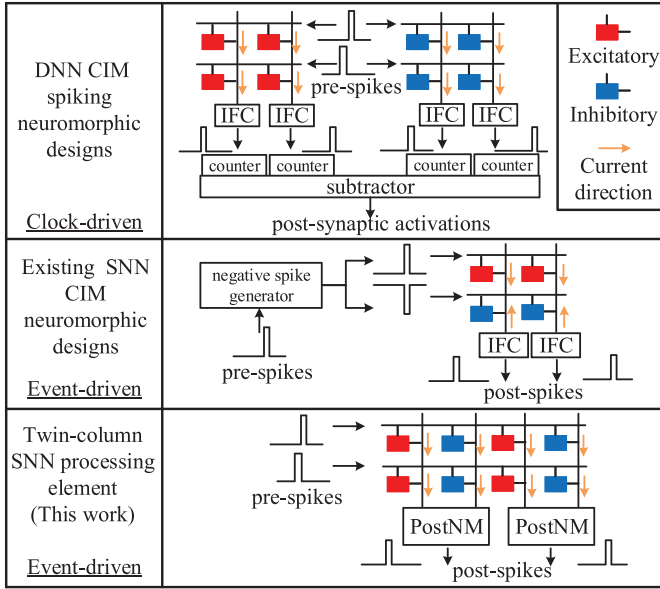 DNN CIM
spiking
neuromorphic
designs
Clock-driven
pre-spikes
IFC
IFC
IFC
IFC
counter
counter
counter
counter
subtractor
post-synaptic activations
Excitatory
Inhibitory
Current
direction
Existing SNN
CIM
neuromorphic
designs
Event-driven
negative spike
generator
pre-spikes
IFC
IFC
post-spikes
Twin-column
SNN processing
element
(This work)
Event-driven
pre-spikes
PostNM
PostNM
post-spikes